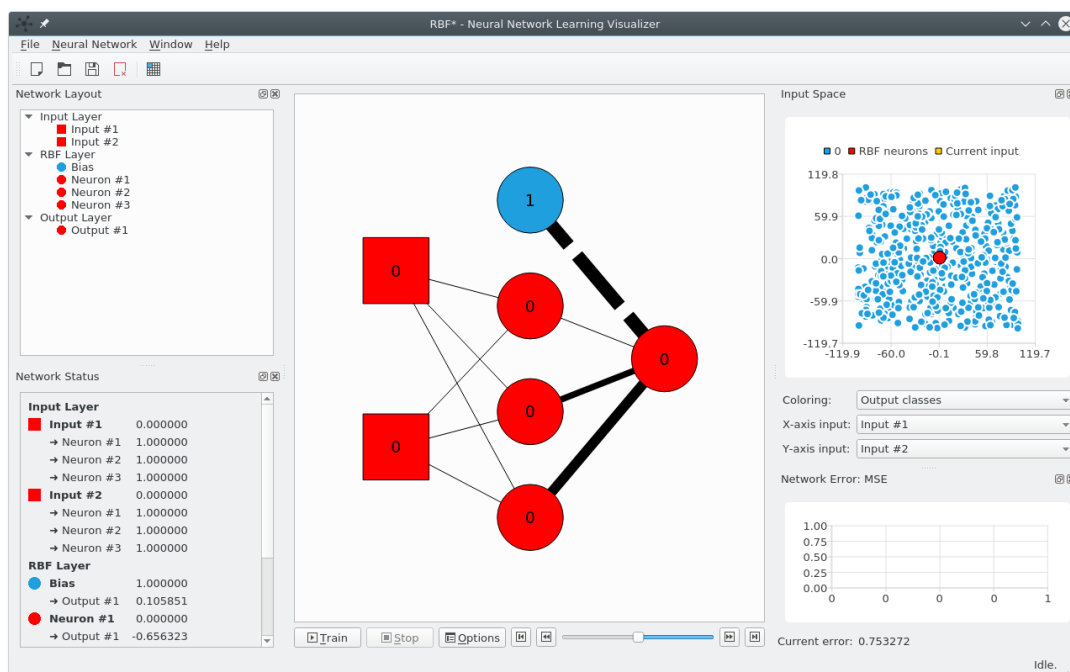 RBF* - Neural Network Learning Visualizer
File Neural Network Window Help
Network Layout
Input Layer
Input #1
Input #2
RBF Layer
Bias
Neuron #1
Neuron #2
Neuron #3
Output Layer
Output #1
Network Status
Input Layer
Input #1 0.000000
→ Neuron #1 1.000000
→ Neuron #2 1.000000
→ Neuron #3 1.000000
Input #2 0.000000
→ Neuron #1 1.000000
→ Neuron #2 1.000000
→ Neuron #3 1.000000
RBF Layer
Bias 1.000000
→ Output #1 0.105851
Neuron #1 0.000000
→ Output #1 -0.656323
1
0
0
0
0
0
0
Train Stop Options
Input Space
0 RBF neurons Current input
119.8
59.9
0.0
-59.9
-119.7
-119.9 -60.0 -0.1 59.8 119.7
Coloring: Output classes
X-axis input: Input #1
Y-axis input: Input #2
Network Error: MSE
1.00
0.75
0.50
0.25
0.00
0 0 0 0 1
Current error: 0.753272
Idle.